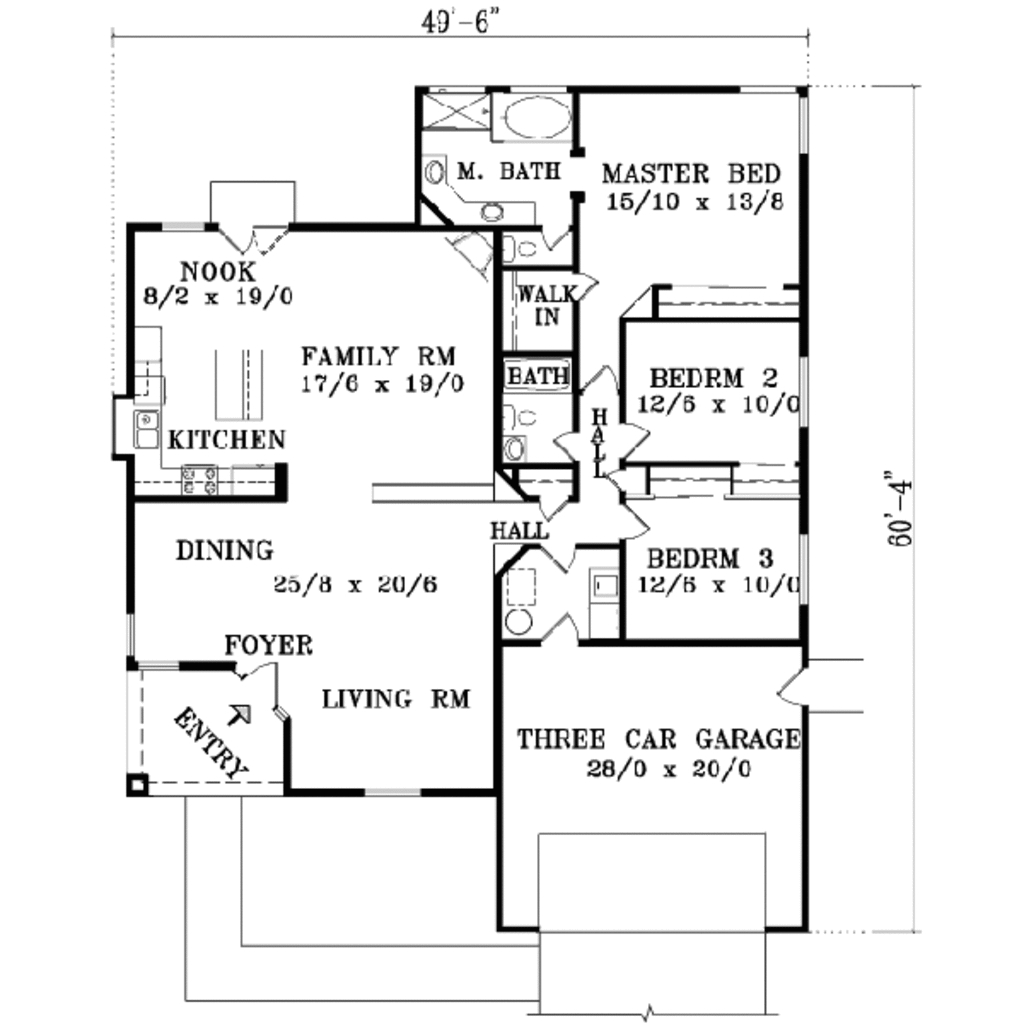 49'-6"
M. BATH
MASTER BED
15/10 x 13/8
NOOK
8/2 x 19/0
WALK
IN
FAMILY RM
17/6 x 19/0
BATH
BEDRM 2
12/6 x 10/0
HALL
KITCHEN
60'-4"
HALL
DINING
25/8 x 20/6
BEDRM 3
12/6 x 10/0
FOYER
LIVING RM
ENTRY
THREE CAR GARAGE
28/0 x 20/0